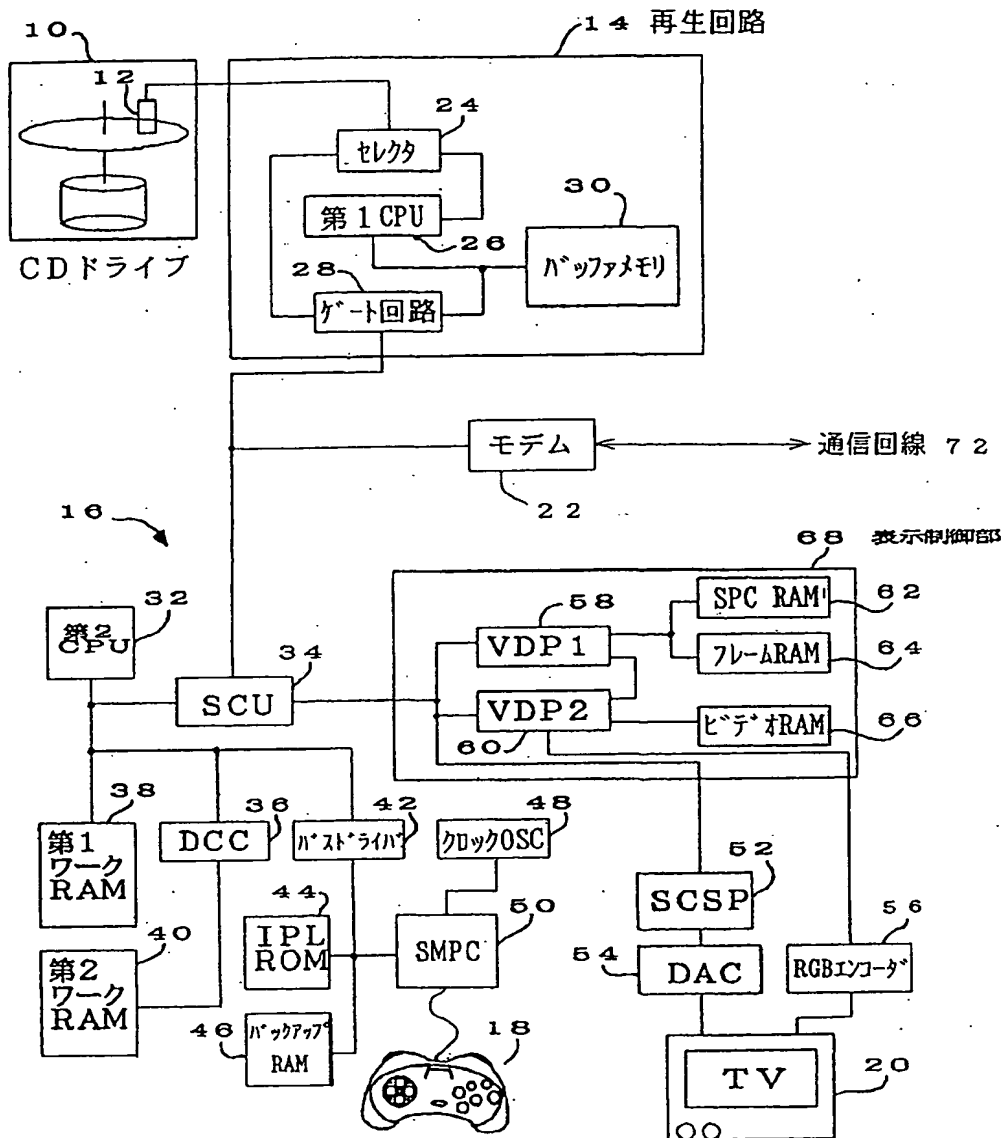 10
14 再生回路
12
24
セレクタ
30
第1CPU
26
バッファメモリ
CDドライブ
28
ゲート回路
モデム
通信回線 72
22
16
68 表示制御部
32
第2
CPU
58
SPC RAM
62
34
VDP1
SCU
フレームRAM
64
VDP2
60
ビデオRAM
66
38
36
42
48
第1
ワーク
RAM
DCC
バスドライバ
クロックOSC
52
44
50
SCSP
56
40
IPL
ROM
SMPC
54
DAC
RGBエンコーダ
第2
ワーク
RAM
46
バックアップ
RAM
18
TV
20